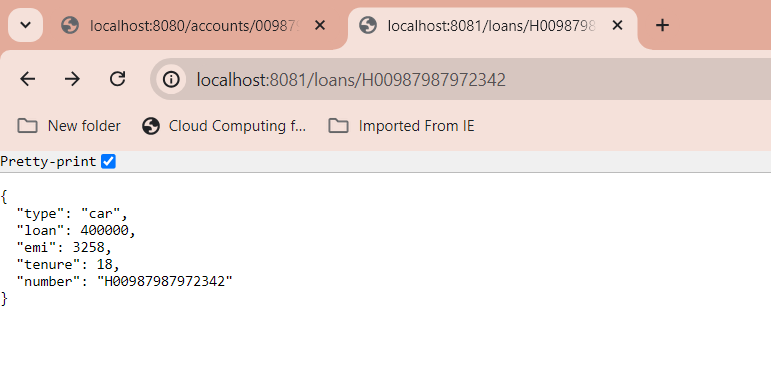 localhost:8080/accounts/00987
localhost:8081/loans/H0098798
localhost:8081/loans/H00987987972342
New folder
Cloud Computing f...
Imported From IE
Pretty-print
{
"type": "car",
"loan": 400000,
"emi": 3258,
"tenure": 18,
"number": "H00987987972342"
}